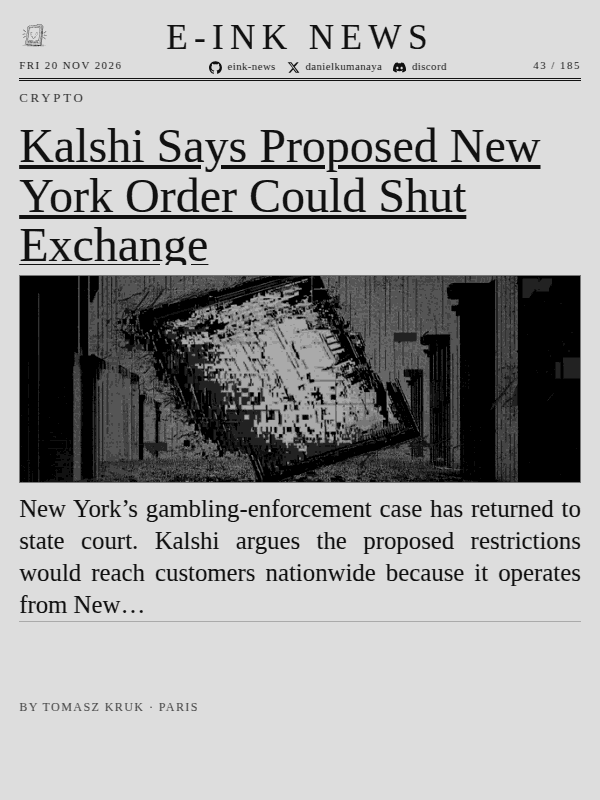 E-INK NEWS
FRI 20 NOV 2026
eink-news danielkumanaya discord
43 / 185
CRYPTO
Kalshi Says Proposed New
York Order Could Shut
Exchange
New York’s gambling-enforcement case has returned to
state court. Kalshi argues the proposed restrictions
would reach customers nationwide because it operates
from New…
BY TOMASZ KRUK · PARIS